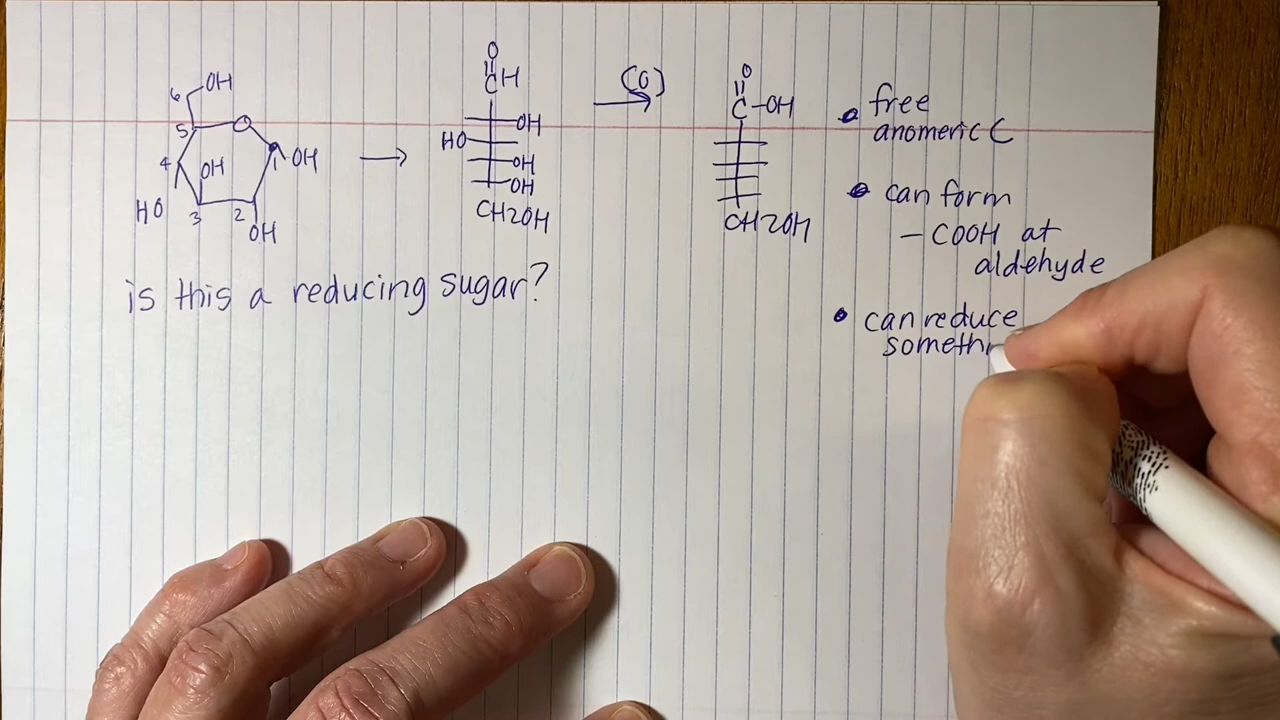 6 OH
5 O
4 OH 1 OH
HO 3 2
OH
O
CH
OH
HO
OH
OH
CH2OH
(O)
O
C-OH
CH2OH
• free
anomeric C
• can form
- COOH at
aldehyde
• can reduce
someth
is this a reducing sugar?